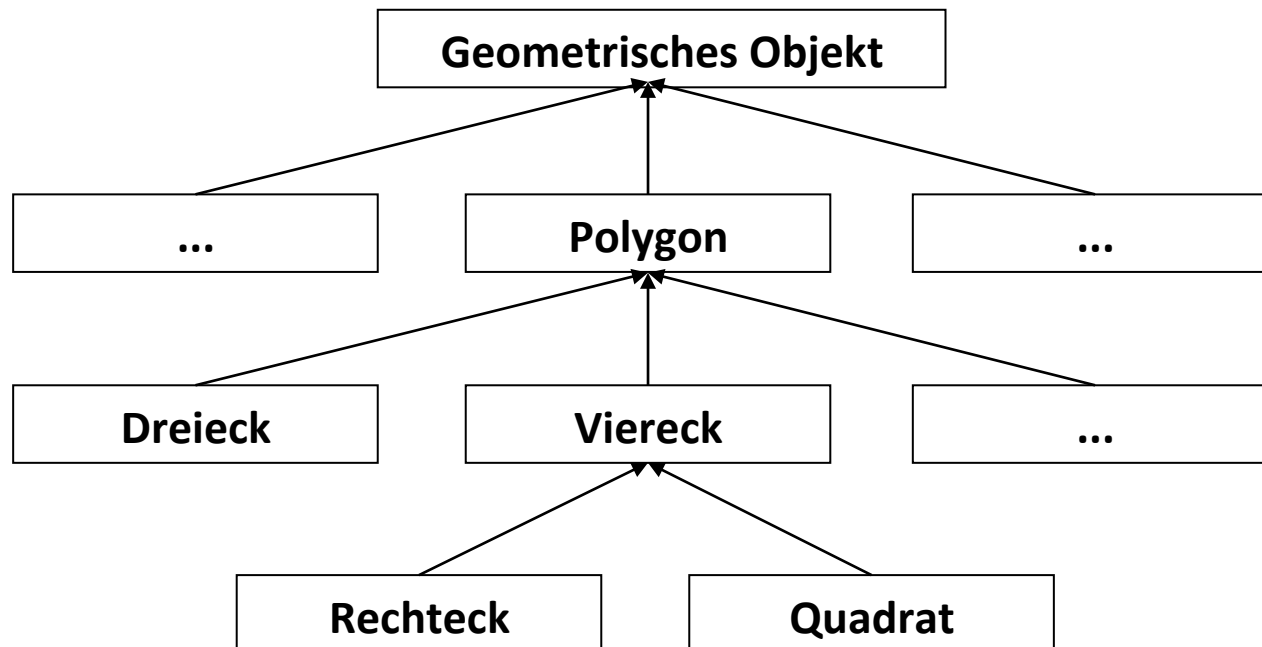 Geometrisches Objekt
...
Polygon
...
Dreieck
Viereck
...
Rechteck
Quadrat